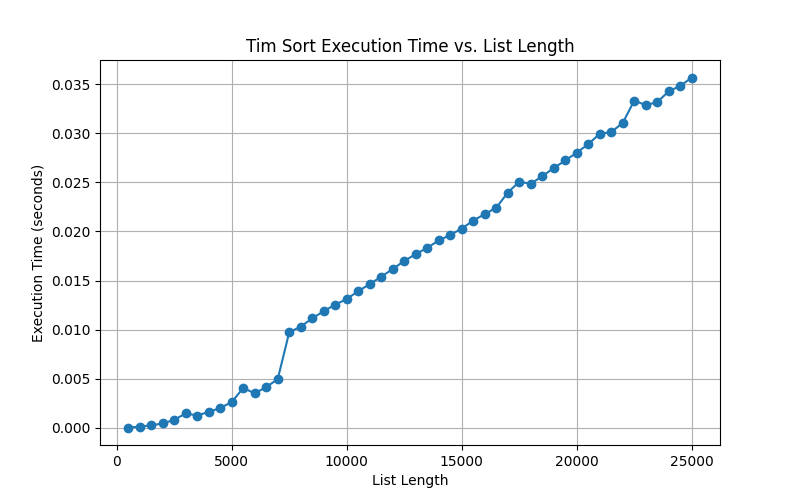 Tim Sort Execution Time vs. List Length
Execution Time (seconds)
0.035
0.030
0.025
0.020
0.015
0.010
0.005
0.000
0 5000 10000 15000 20000 25000
List Length